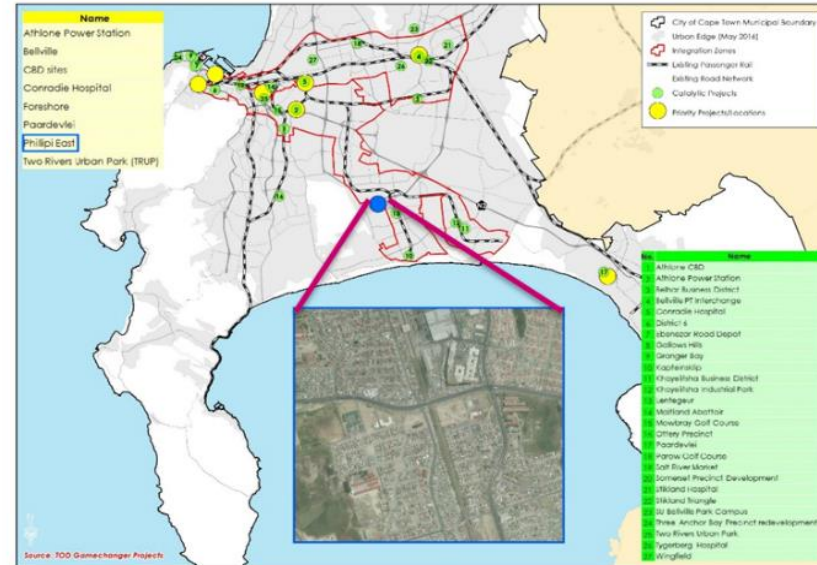 Name
Athlone Power Station
Bellville
CBD sites
Conradie Hospital
Foreshore
Paardevlei
Phillipi East
Two Rivers Urban Park (TRUP)
City of Cape Town Municipal Boundary
Urban Edge (May 2016)
Integration Zones
Existing Passenger Rail
Existing Road Network
Catalytic Projects
Priority Projects/Locations
No. Name
1 Athlone CBD
2 Athlone Power Station
3 Belhar Business District
4 Bellville PT Interchange
5 Conradie Hospital
6 District 6
7 Ebenezer Road Depot
8 Gallows Hills
9 Granger Bay
10 Kapteinsklip
11 Khayelitsha Business District
12 Khayelitsha Industrial Park
13 Lentegeur
14 Maitland Abattoir
15 Mowbray Golf Course
16 Ottery Precinct
17 Paardevlei
18 Parow Golf Course
19 Salt River Market
20 Somerset Precinct Development
21 Stikland Hospital
22 Stikland Triangle
23 SU Bellville Park Campus
24 Three Anchor Bay Precinct redevelopment
25 Two Rivers Urban Park
26 Tygerberg Hospital
27 Wingfield
Source: TOD Gamechanger Projects